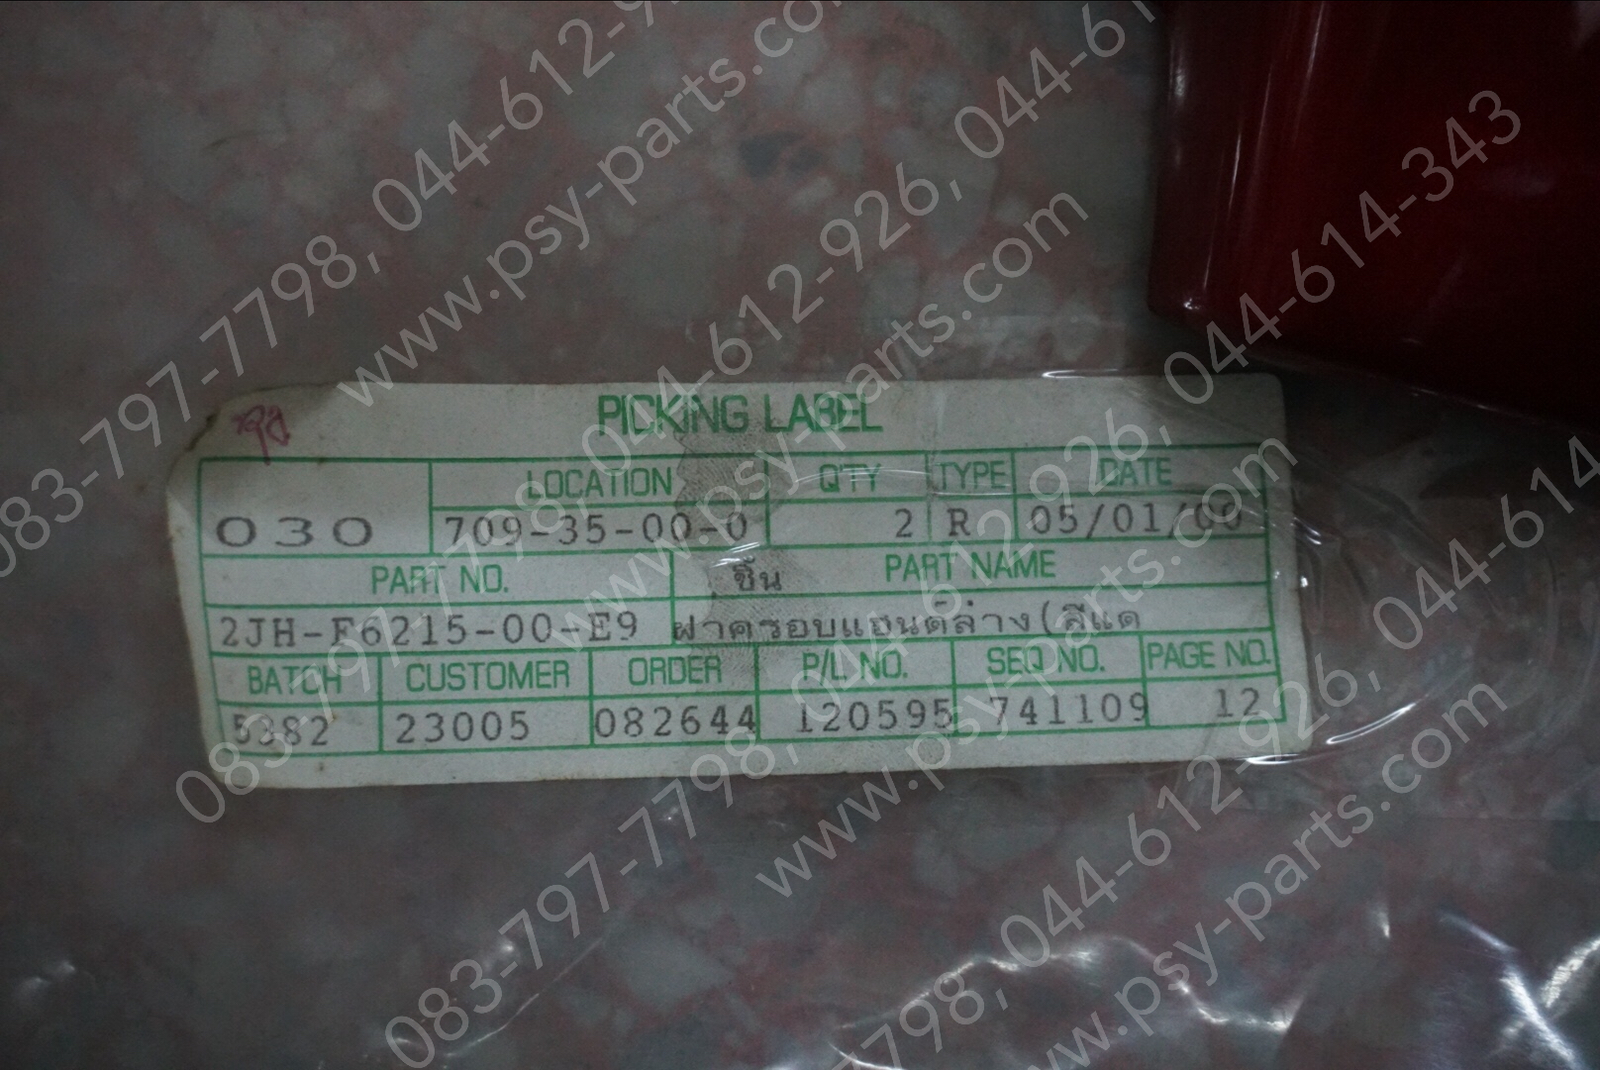 PICKING LABEL
LOCATION Q'TY TYPE DATE
030 709-35-00-0 2 R 05/01/00
PART NO. ชิ้น PART NAME
2JH-F6215-00-E9 ฝาครอบแฮนด์ล่าง(สีแด
BATCH CUSTOMER ORDER P/L NO. SEQ NO. PAGE NO.
5382 23005 082644 120595 741109 12
083-797-7798, 044-612-926, 044-614-343
www.psy-parts.com